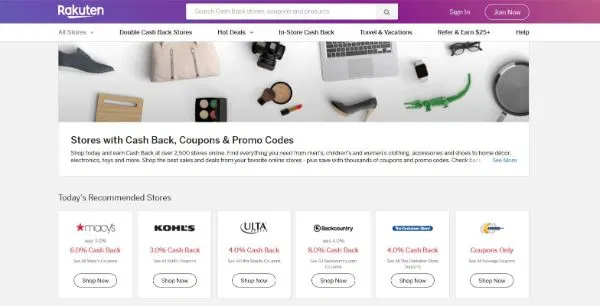 Rakuten
Search Cash Back stores, coupons and products
Sign In
Join Now
All Stores
Double Cash Back Stores
Hot Deals
In-Store Cash Back
Travel & Vacations
Refer & Earn $25+
Help
Stores with Cash Back, Coupons & Promo Codes
Shop today and earn Cash Back at over 2,500 stores online. Find everything you need from men's, children's and women's clothing, accessories and shoes to home décor,
electronics, toys and more. Shop the best sales and deals from your favorite online stores - plus save with thousands of coupons and promo codes. Check back
See More
Today's Recommended Stores
macy's
KOHL'S
ULTA
Backcountry
The Container Store
was 3.0%
was 4.0%
6.0% Cash Back
3.0% Cash Back
4.0% Cash Back
8.0% Cash Back
4.0% Cash Back
Coupons Only
See All Macy's Coupons
See All Kohl's Coupons
See All Ulta Beauty Coupons
See All Backcountry.com
Coupons
See All The Container Store
Coupons
See All Newegg Coupons
Shop Now
Shop Now
Shop Now
Shop Now
Shop Now
Shop Now